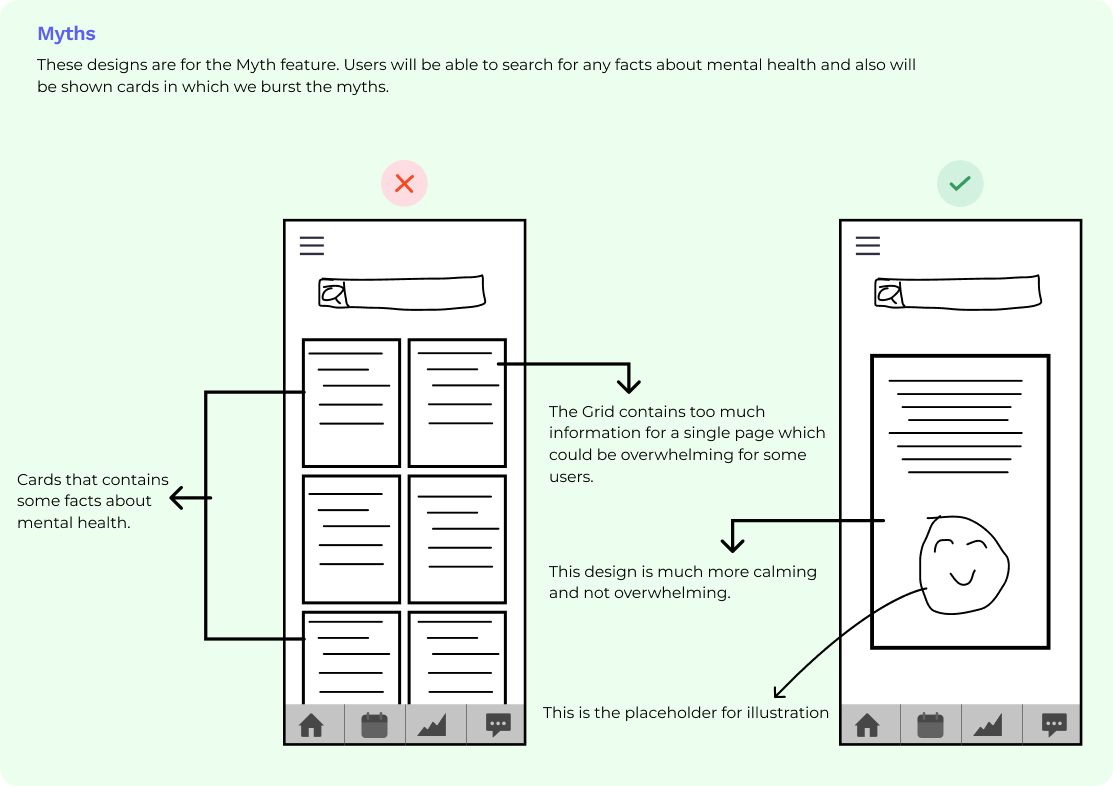 Myths
These designs are for the Myth feature. Users will be able to search for any facts about mental health and also will
be shown cards in which we burst the myths.
The Grid contains too much
information for a single page which
could be overwhelming for some
users.
Cards that contains
some facts about
mental health.
This design is much more calming
and not overwhelming.
This is the placeholder for illustration